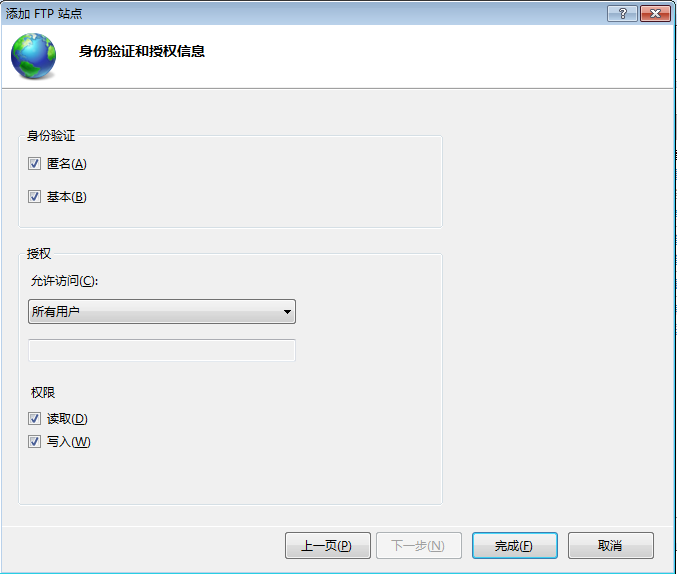 添加 FTP 站点
身份验证和授权信息
身份验证
匿名(A)
基本(B)
授权
允许访问(C):
所有用户
权限
读取(D)
写入(W)
上一页(P) 下一步(N) 完成(F) 取消